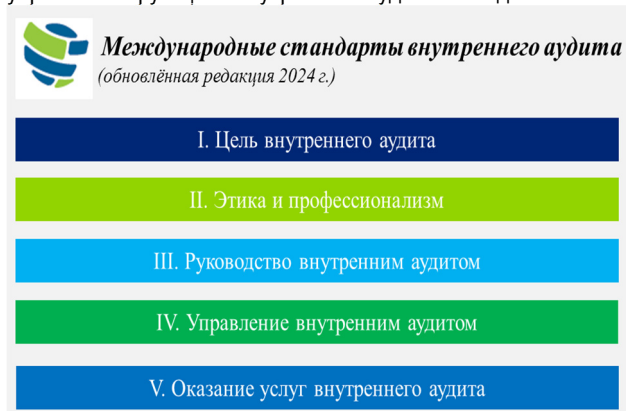 Международные стандарты внутреннего аудита
(обновлённая редакция 2024 г.)
I. Цель внутреннего аудита
II. Этика и профессионализм
III. Руководство внутренним аудитом
IV. Управление внутренним аудитом
V. Оказание услуг внутреннего аудита